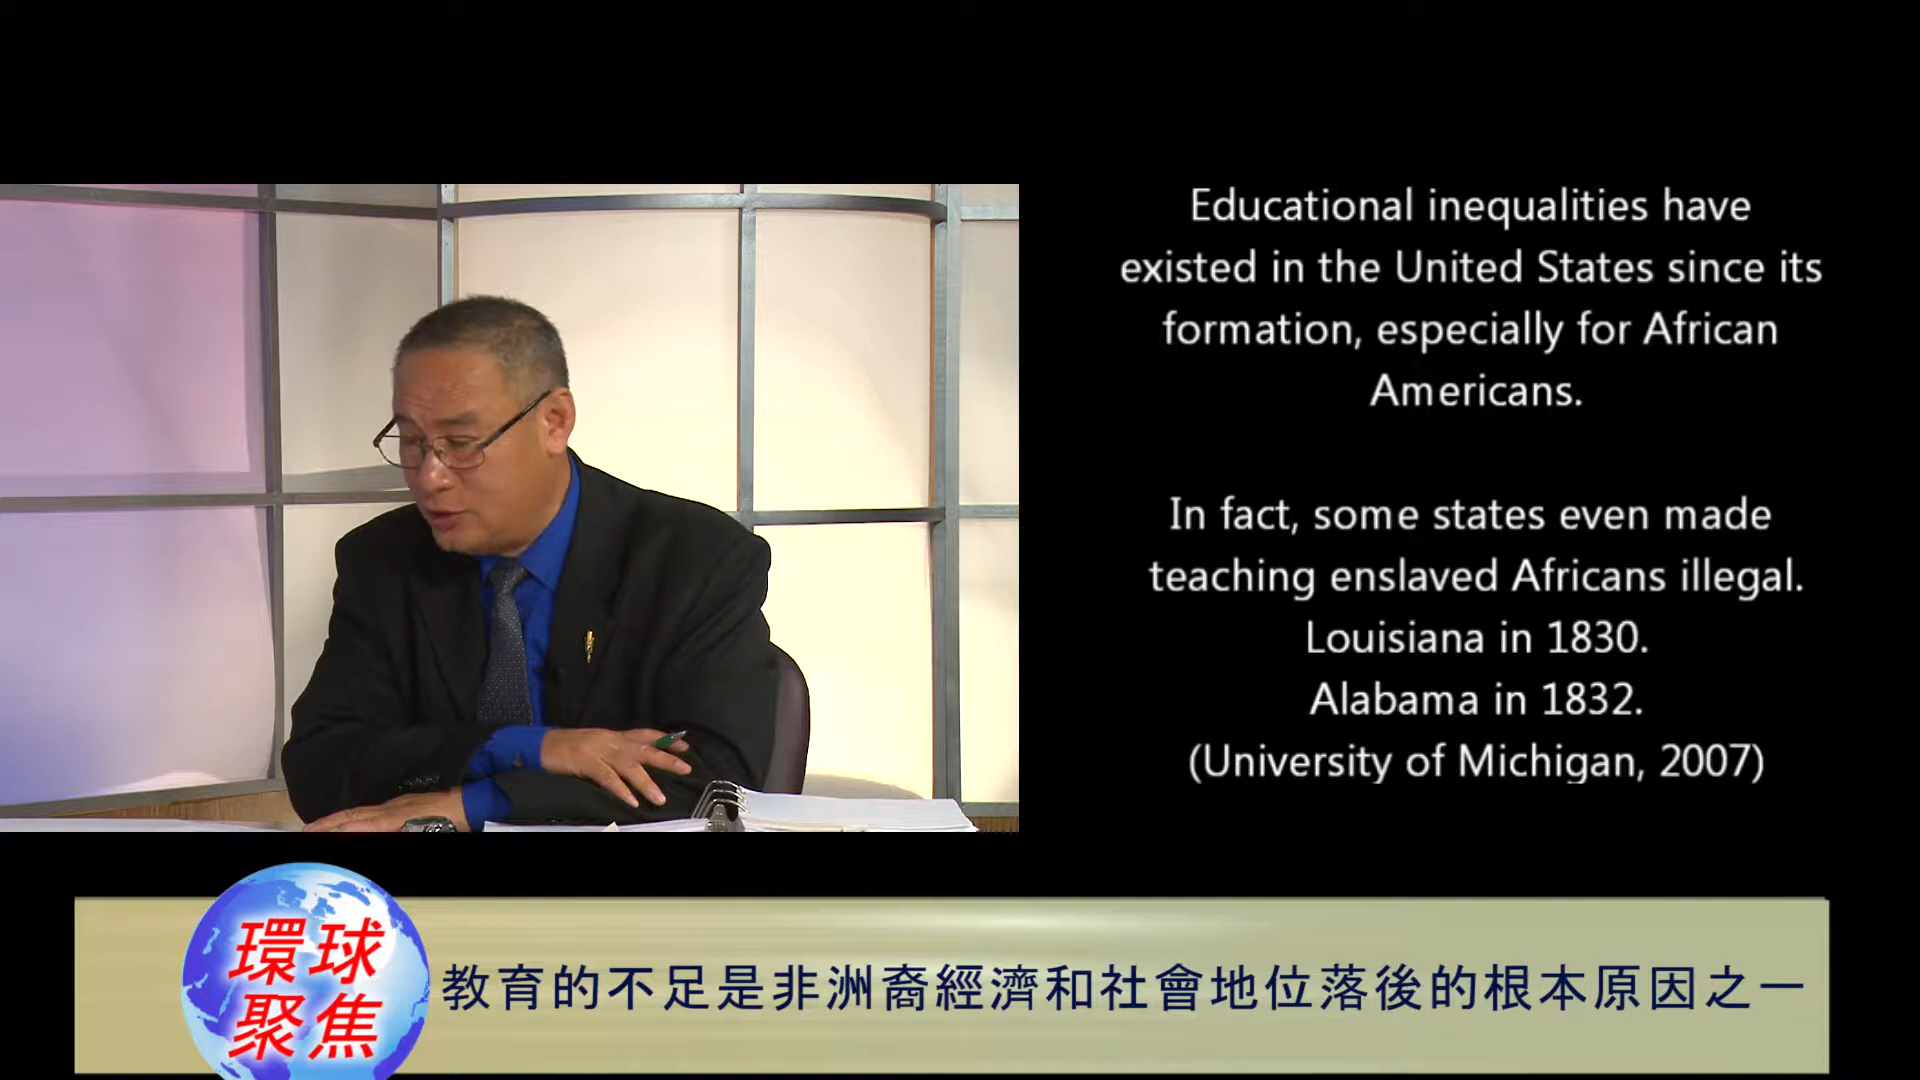 Educational inequalities have
existed in the United States since its
formation, especially for African
Americans.
In fact, some states even made
teaching enslaved Africans illegal.
Louisiana in 1830.
Alabama in 1832.
(University of Michigan, 2007)
環球
聚焦
教育的不足是非洲裔經濟和社會地位落後的根本原因之一